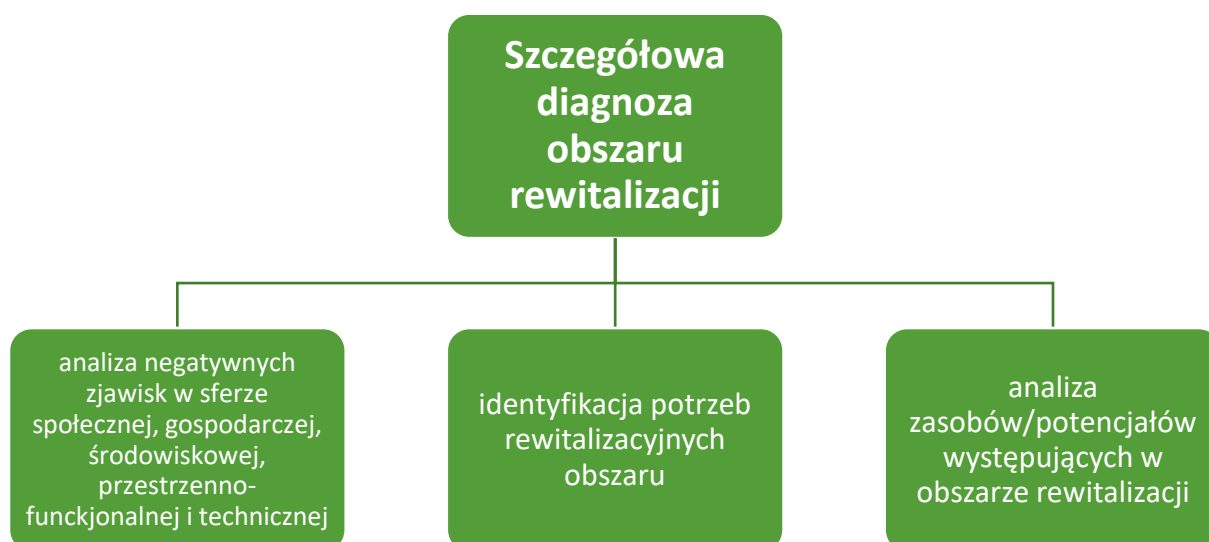 Szczegółowa
diagnoza
obszaru
rewitalizacji
analiza negatywnych
zjawisk w sferze
społecznej, gospodarczej,
środowiskowej,
przestrzenno-
funckjonalnej i technicznej
identyfikacja potrzeb
rewitalizacyjnych
obszaru
analiza
zasobów/potencjałów
występujących w
obszarze rewitalizacji